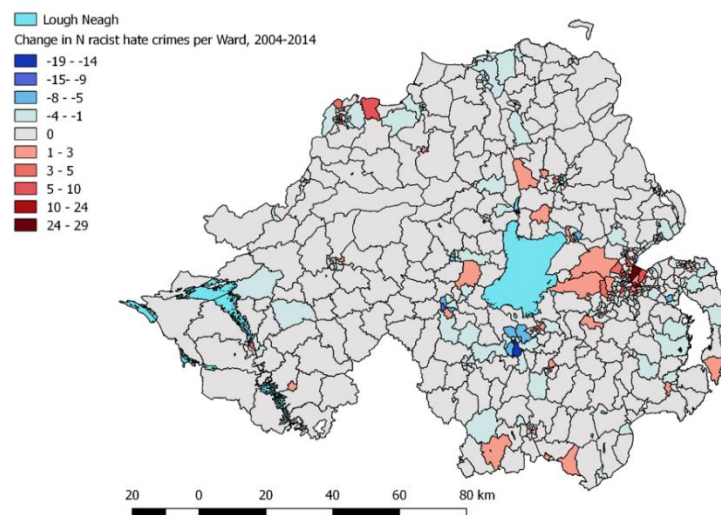 Lough Neagh
Change in N racist hate crimes per Ward, 2004-2014
-19 - -14
-15- -9
-8 - -5
-4 - -1
0
1 - 3
3 - 5
5 - 10
10 - 24
24 - 29
20 0 20 40 60 80 km